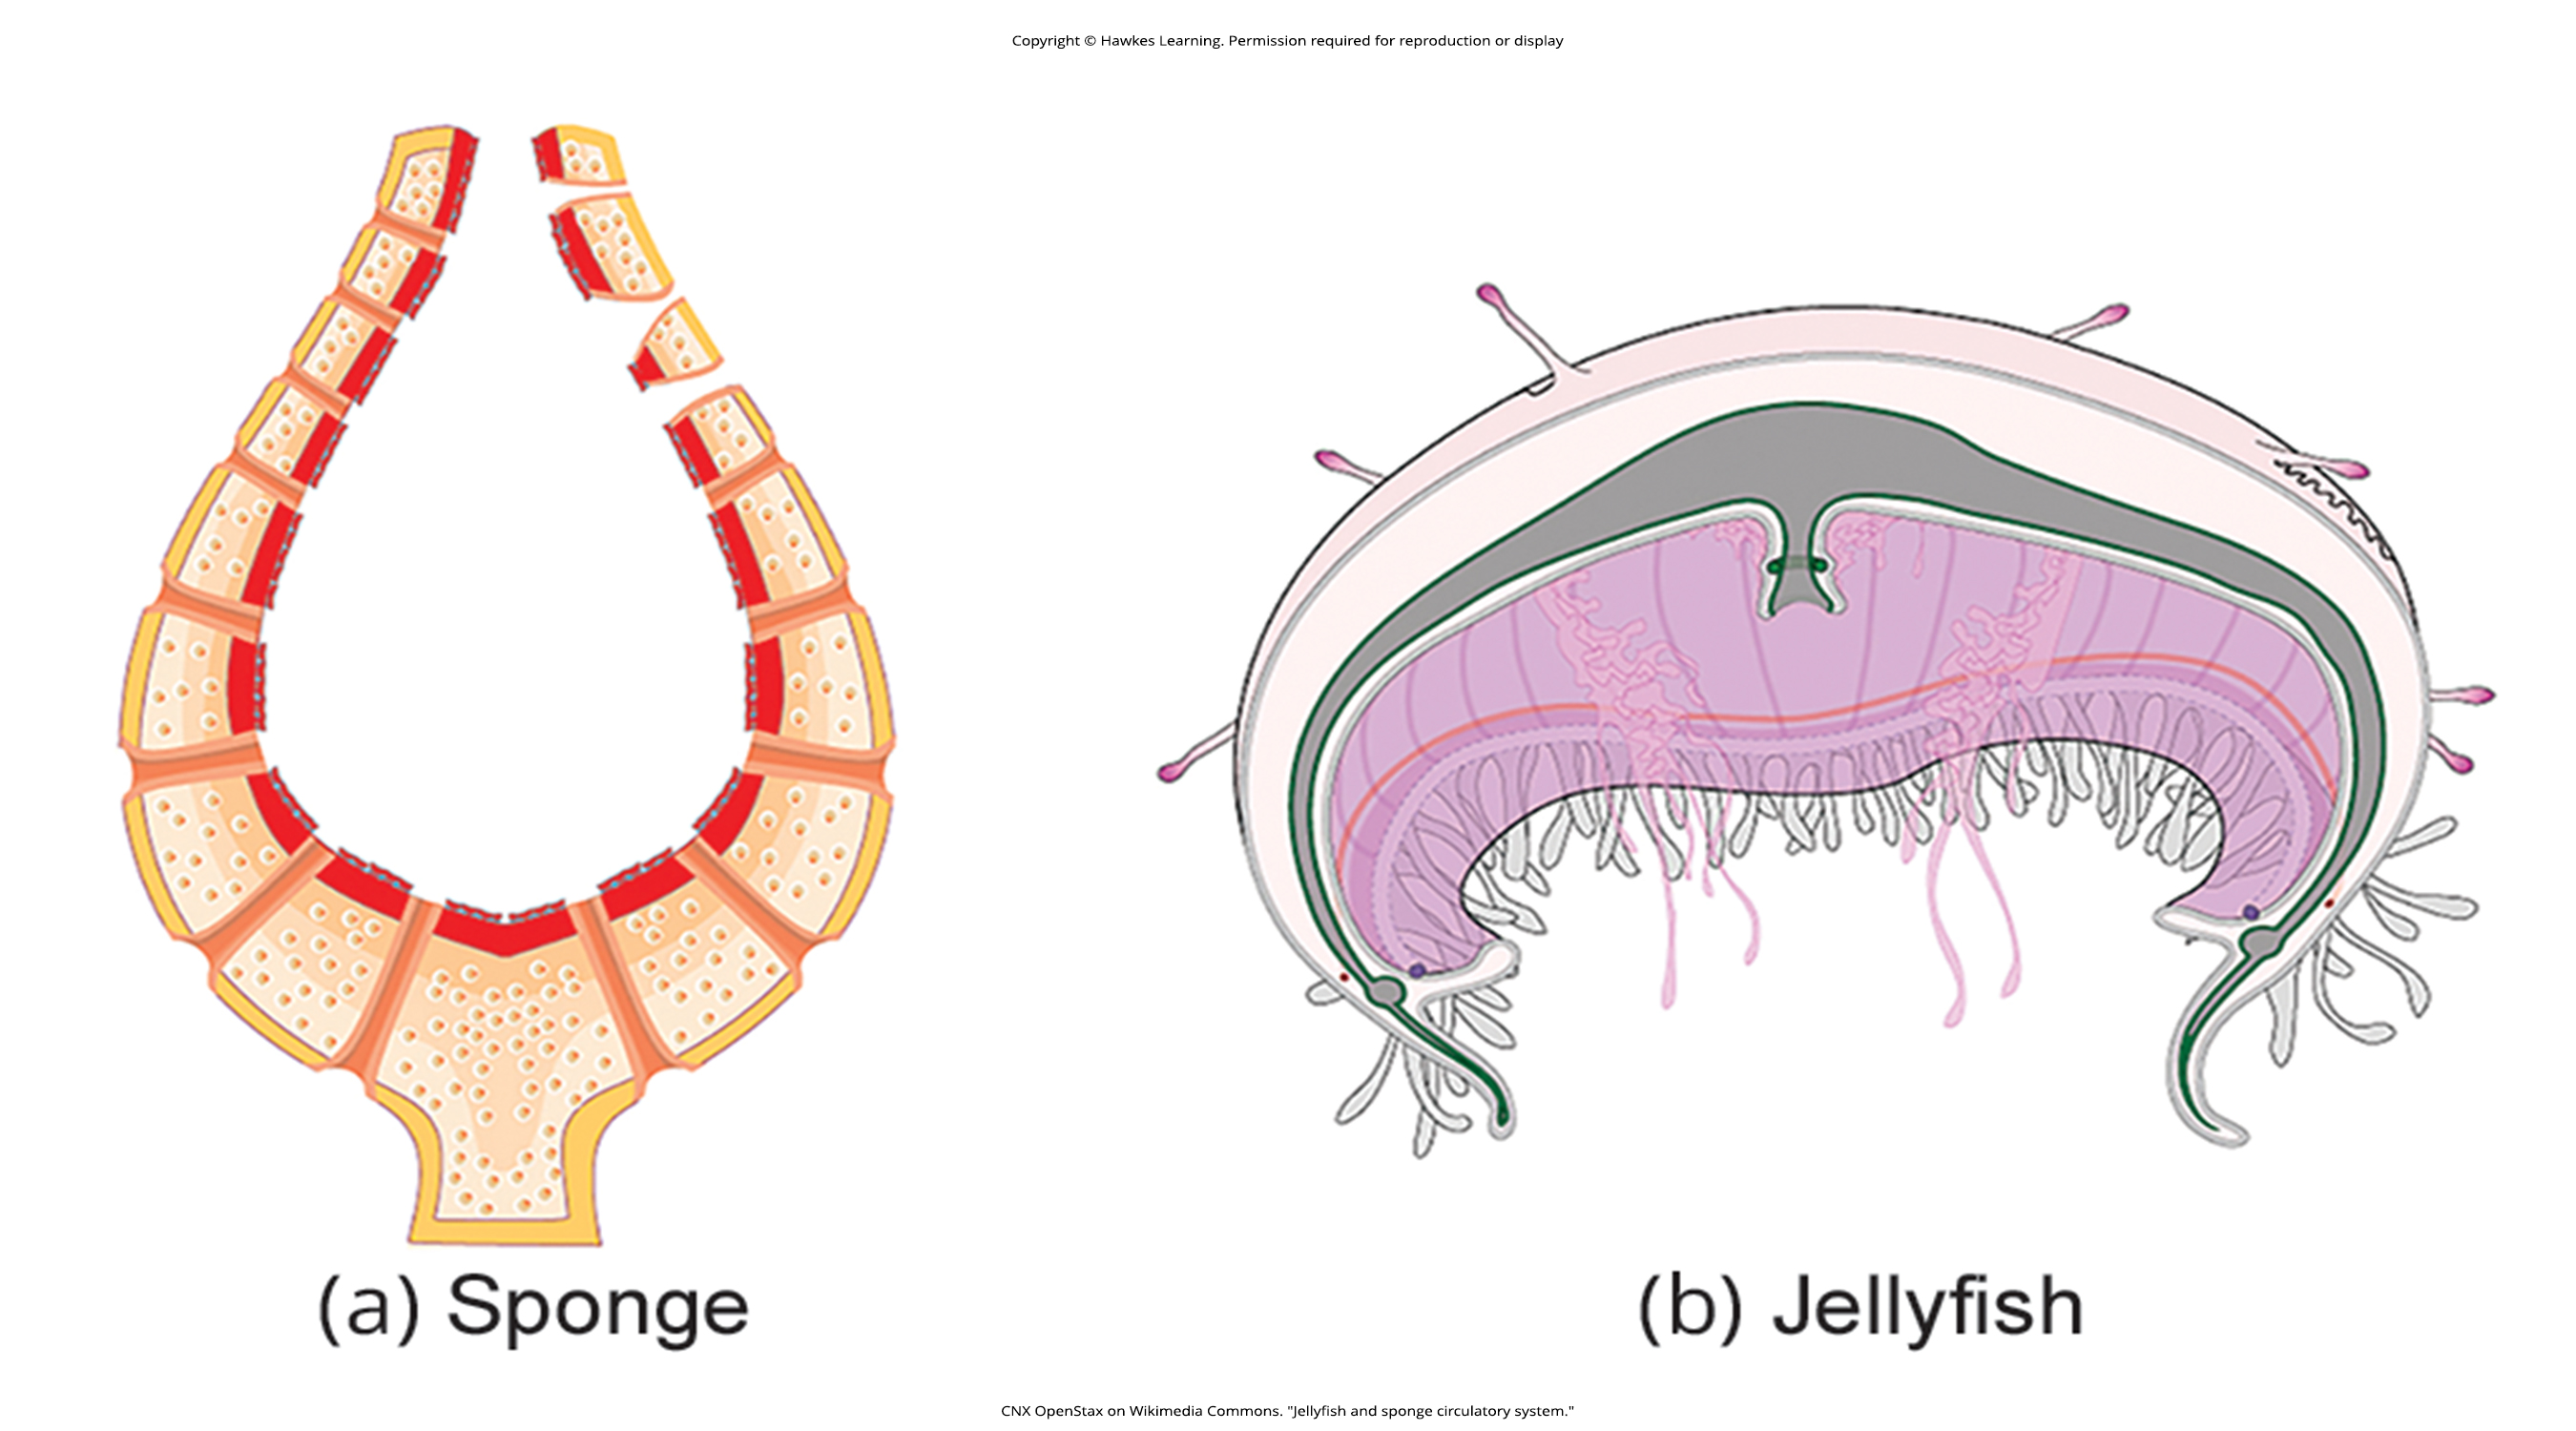 Copyright © Hawkes Learning. Permission required for reproduction or display
(a) Sponge
(b) Jellyfish
CNX OpenStax on Wikimedia Commons. "Jellyfish and sponge circulatory system."